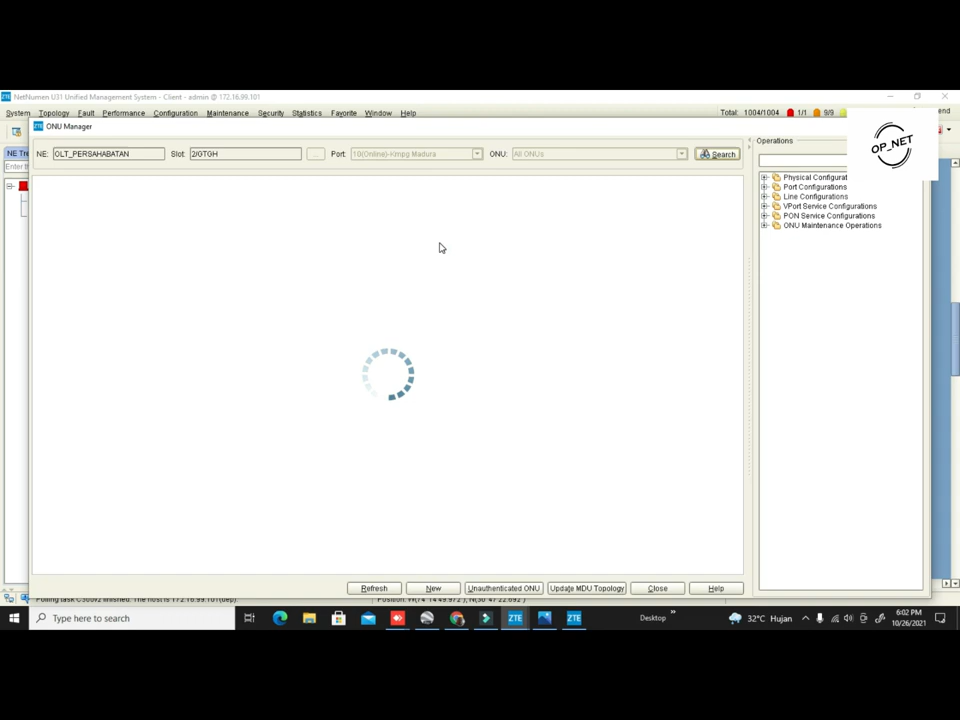 NetNumen U31 Unified Management System - Client - admin @ 172.16.99.101
System Topology Fault Performance Configuration Maintenance Security Statistics Favorite Window Help Total: 1004/1004 1/1 9/9
ONU Manager
OP_NET
NE: OLT_PERSAHABATAN Slot: 2/GTGH ... Port: 10(Online)-Kmpg Madura ONU: All ONUs Search
Operations
NE Tre
Enter th
Physical Configurat
Port Configurations
Line Configurations
VPort Service Configurations
PON Service Configurations
ONU Maintenance Operations
Refresh New Unauthenticated ONU Update MDU Topology Close Help
Type here to search
ZTE
ZTE
Desktop
32°C Hujan
6:02 PM
10/26/2021